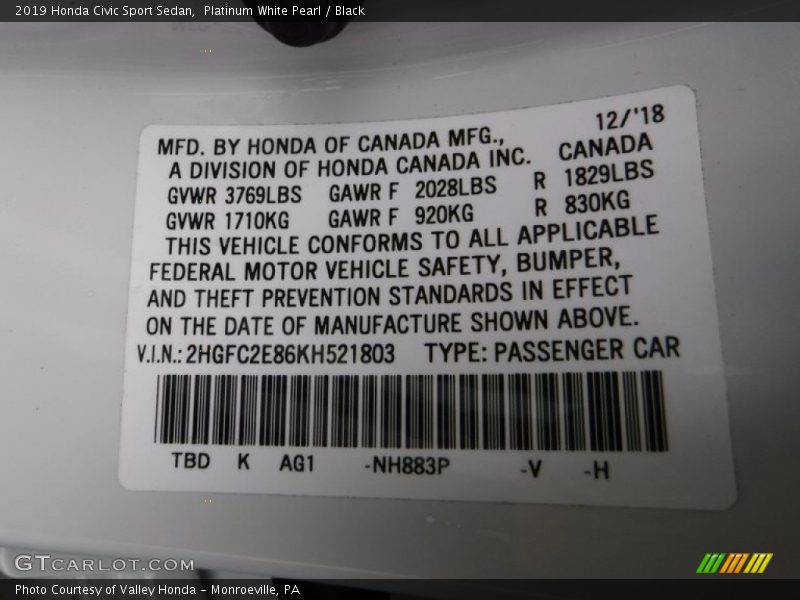 2019 Honda Civic Sport Sedan,  Platinum White Pearl / Black
12/'18
MFD. BY HONDA OF CANADA MFG.,
A DIVISION OF HONDA CANADA INC. CANADA
GVWR 3769LBS GAWR F 2028LBS R 1829LBS
GVWR 1710KG GAWR F 920KG R 830KG
THIS VEHICLE CONFORMS TO ALL APPLICABLE
FEDERAL MOTOR VEHICLE SAFETY, BUMPER,
AND THEFT PREVENTION STANDARDS IN EFFECT
ON THE DATE OF MANUFACTURE SHOWN ABOVE.
V.I.N.: 2HGFC2E86KH521803 TYPE: PASSENGER CAR
TBD K AG1 -NH883P -V -H
GTCARLOT.COM
Photo Courtesy of Valley Honda - Monroeville, PA